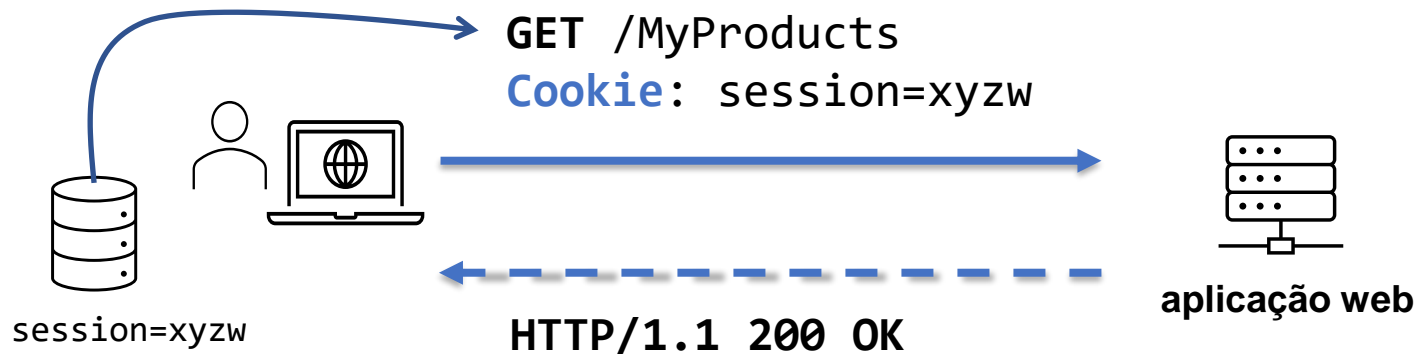 GET /MyProducts
Cookie: session=xyzw
session=xyzw
HTTP/1.1 200 OK
aplicação web